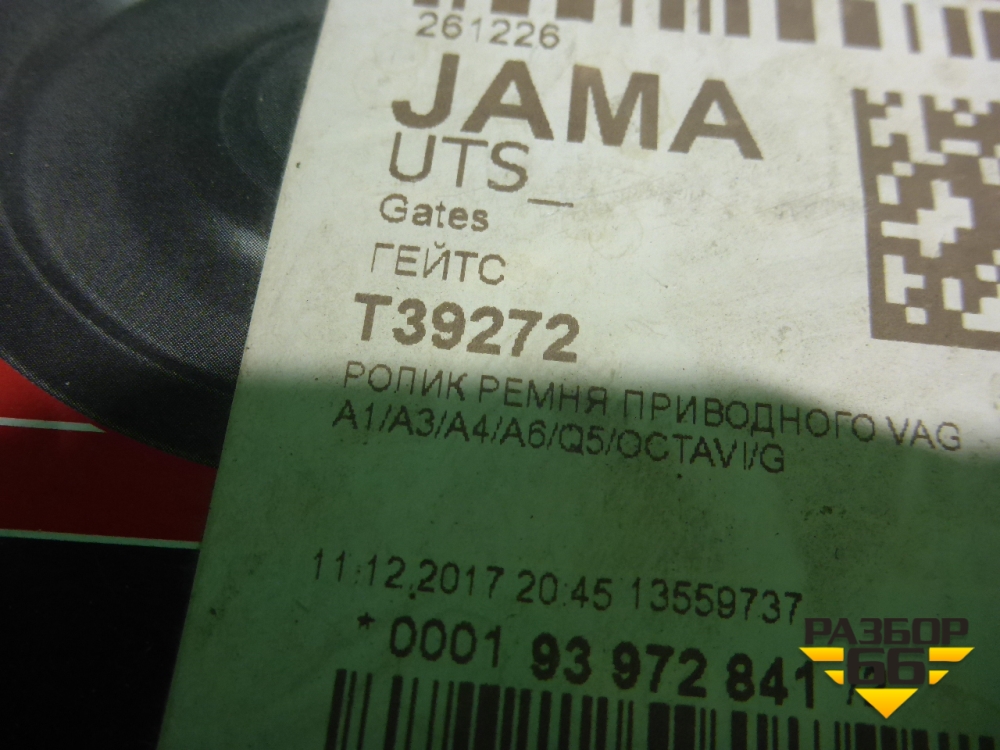 261226
JAMA
UTS_
Gates
ГЕЙТС
T39272
РОЛИК РЕМНЯ ПРИВОДНОГО VAG
A1/A3/A4/A6/Q5/OCTAVI/G
11.12.2017 20:45 13559737
*0001 93 972 841
РАЗБОР
66